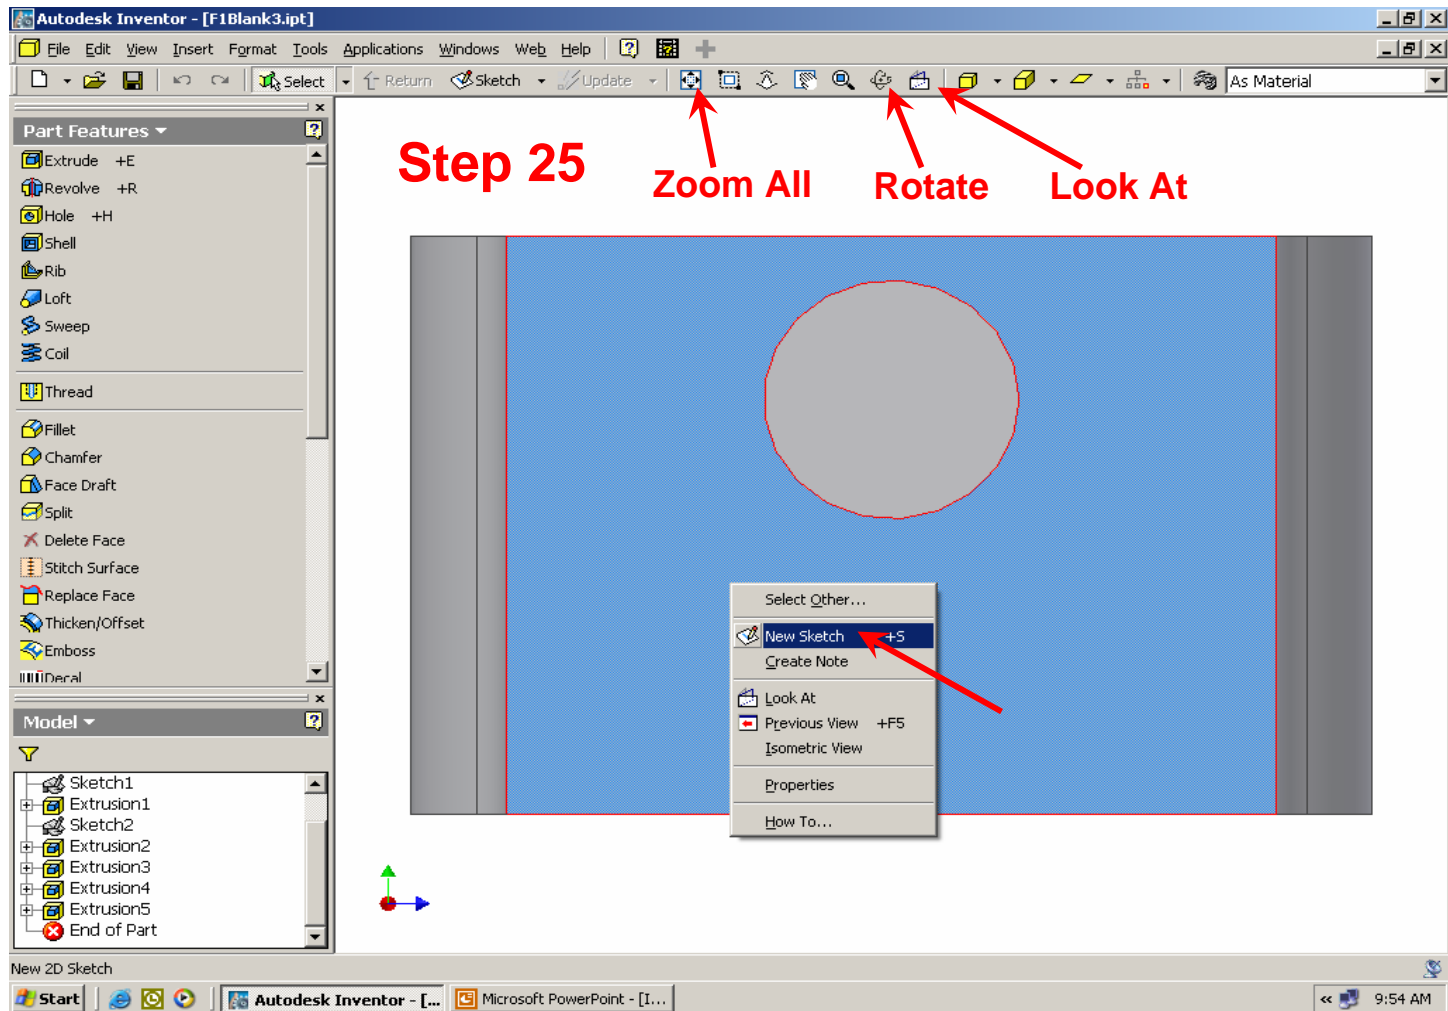 Autodesk Inventor - [F1Blank3.ipt]
File Edit View Insert Format Tools Applications Windows Web Help
Select Return Sketch Update As Material
Part Features
Extrude +E
Revolve +R
Hole +H
Shell
Rib
Loft
Sweep
Coil
Thread
Fillet
Chamfer
Face Draft
Split
Delete Face
Stitch Surface
Replace Face
Thicken/Offset
Emboss
Decal
Step 25
Zoom All
Rotate
Look At
Select Other...
New Sketch +S
Create Note
Look At
Previous View +F5
Isometric View
Properties
How To...
Model
Sketch1
Extrusion1
Sketch2
Extrusion2
Extrusion3
Extrusion4
Extrusion5
End of Part
New 2D Sketch
Start Autodesk Inventor - [... Microsoft PowerPoint - [I... 9:54 AM